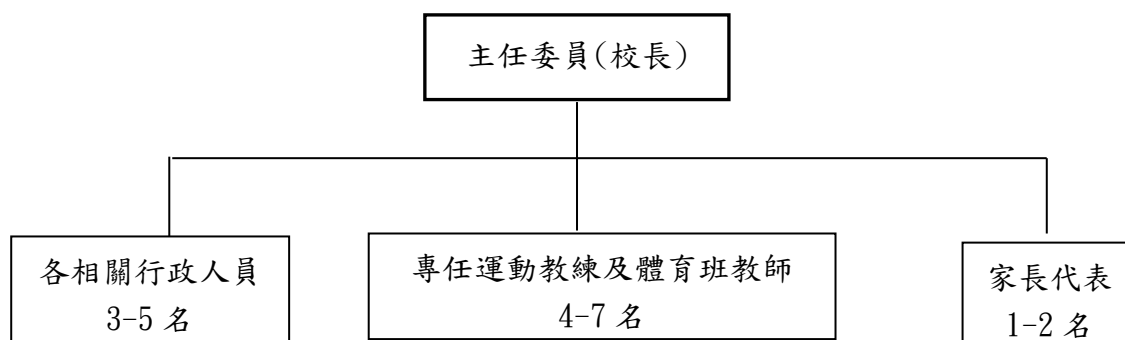 主任委員(校長)
各相關行政人員
3-5 名
專任運動教練及體育班教師
4-7 名
家長代表
1-2 名